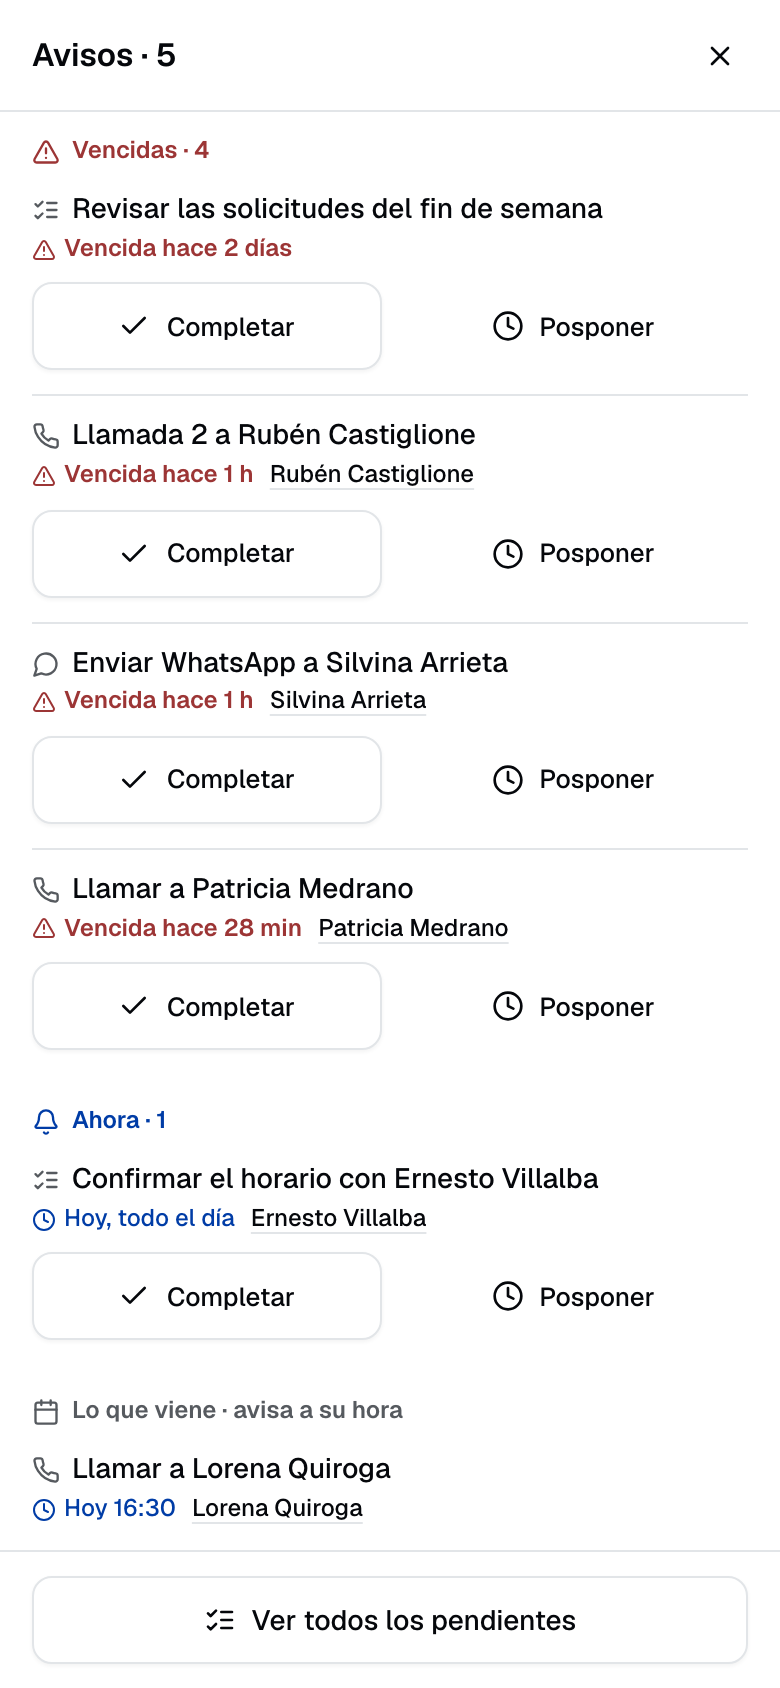 Avisos · 5
Vencidas · 4
Revisar las solicitudes del fin de semana
Vencida hace 2 días
Completar Posponer
Llamada 2 a Rubén Castiglione
Vencida hace 1 h Rubén Castiglione
Completar Posponer
Enviar WhatsApp a Silvina Arrieta
Vencida hace 1 h Silvina Arrieta
Completar Posponer
Llamar a Patricia Medrano
Vencida hace 28 min Patricia Medrano
Completar Posponer
Ahora · 1
Confirmar el horario con Ernesto Villalba
Hoy, todo el día Ernesto Villalba
Completar Posponer
Lo que viene · avisa a su hora
Llamar a Lorena Quiroga
Hoy 16:30 Lorena Quiroga
Ver todos los pendientes